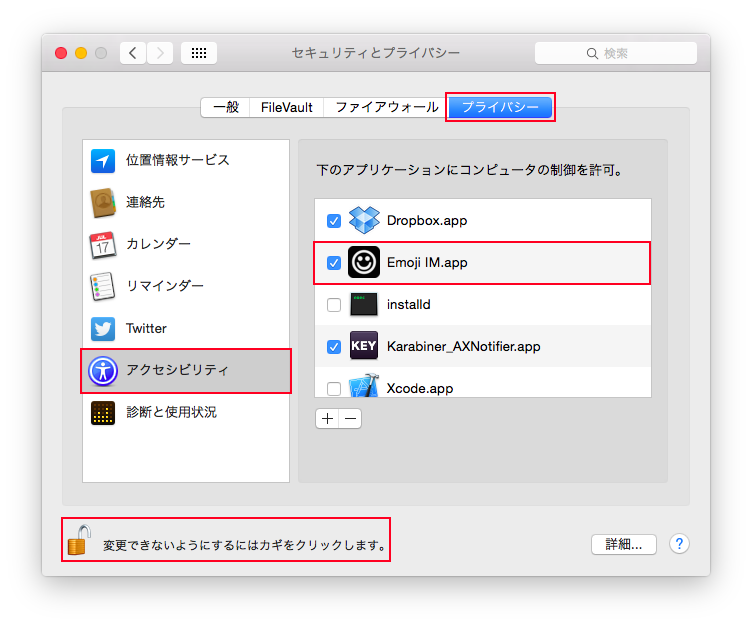 セキュリティとプライバシー
検索
一般 FileVault ファイアウォール プライバシー
位置情報サービス
連絡先
JUL
17
カレンダー
リマインダー
Twitter
アクセシビリティ
診断と使用状況
下のアプリケーションにコンピュータの制御を許可。
Dropbox.app
Emoji IM.app
installd
KEY
Karabiner_AXNotifier.app
Xcode.app
変更できないようにするにはカギをクリックします。
詳細...
?